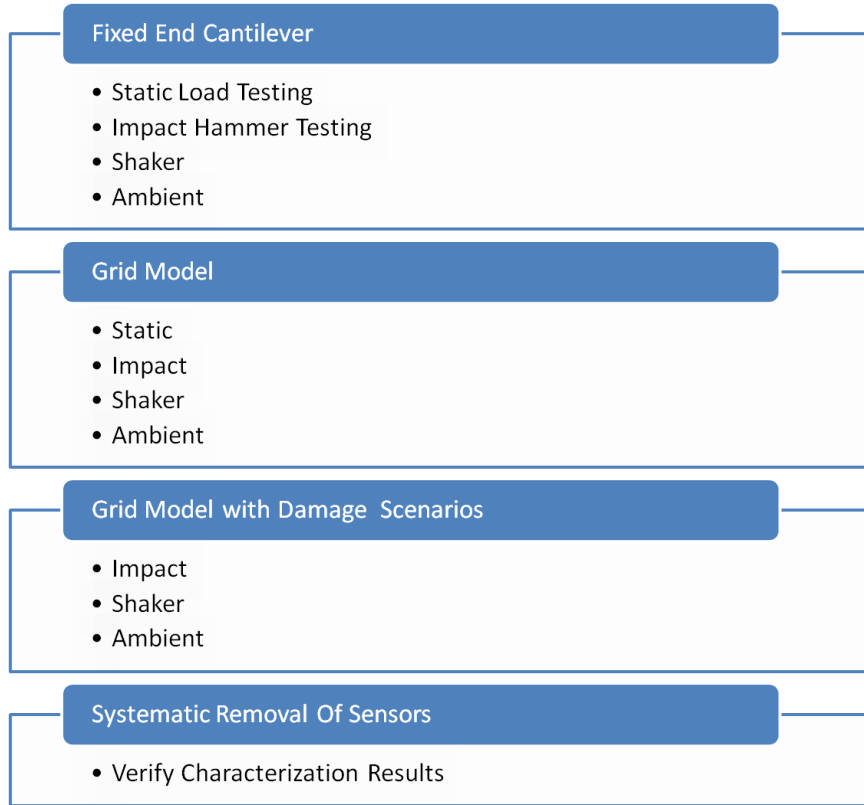 Fixed End Cantilever
• Static Load Testing
• Impact Hammer Testing
• Shaker
• Ambient
Grid Model
• Static
• Impact
• Shaker
• Ambient
Grid Model with Damage Scenarios
• Impact
• Shaker
• Ambient
Systematic Removal Of Sensors
• Verify Characterization Results